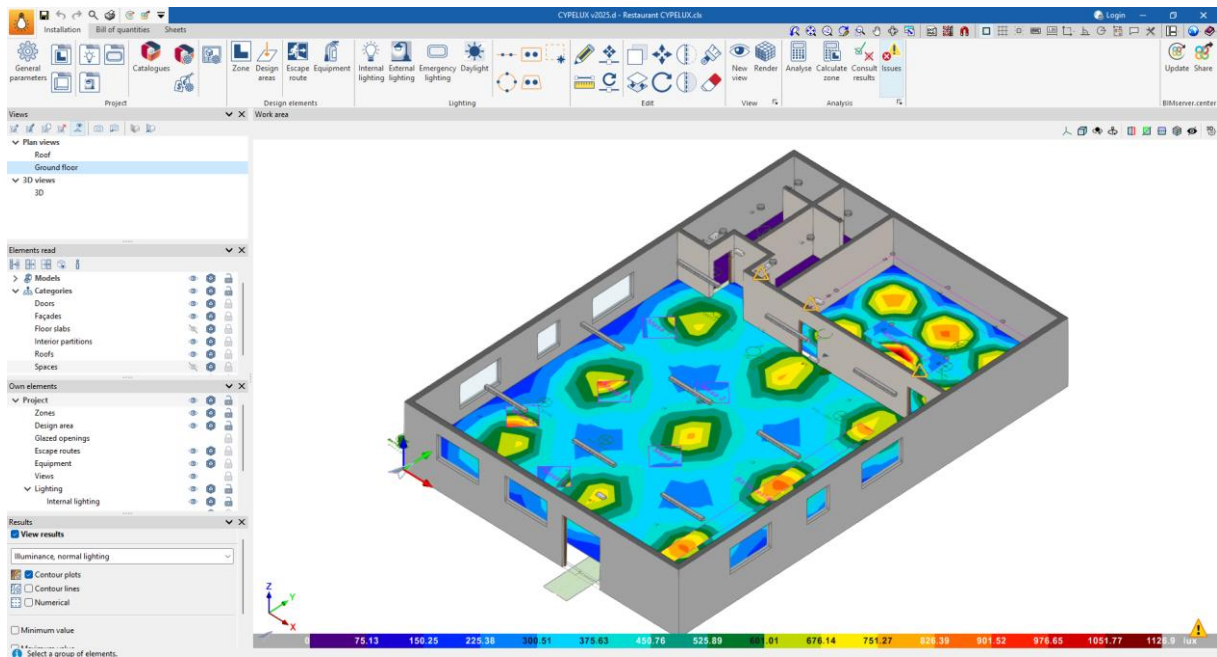 CYPELUX v2025.d - Restaurant CYPELUX.clx
Login
Installation
Bill of quantities
Sheets
General parameters
Catalogues
Zone
Design areas
Escape route
Equipment
Internal lighting
External lighting
Emergency lighting
Daylight
New view
Render
Analyse
Calculate zone
Consult results
Issues
Update
Share
Project
Design elements
Lighting
Edit
View
Analysis
BIMserver.center
Views
Work area
Plan views
Roof
Ground floor
3D views
3D
Elements read
Models
Categories
Doors
Façades
Floor slabs
Interior partitions
Roofs
Spaces
Own elements
Project
Zones
Design area
Glazed openings
Escape routes
Equipment
Views
Lighting
Internal lighting
Results
View results
Illuminance, normal lighting
Contour plots
Contour lines
Numerical
Minimum value
Select a group of elements.
Z
Y
X
0 75.13 150.25 225.38 300.51 375.63 450.76 525.89 601.01 676.14 751.27 826.39 901.52 976.65 1051.77 1126.9 lux